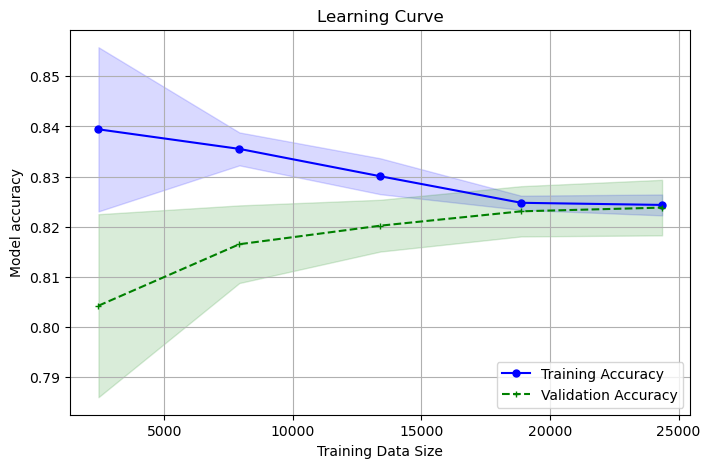 Learning Curve
Model accuracy
0.85
0.84
0.83
0.82
0.81
0.80
0.79
5000 10000 15000 20000 25000
Training Data Size
Training Accuracy
Validation Accuracy